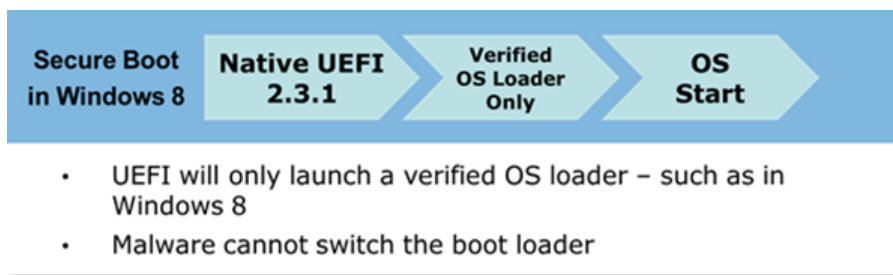 Secure Boot
in Windows 8
Native UEFI
2.3.1
Verified
OS Loader
Only
OS
Start
• UEFI will only launch a verified OS loader – such as in
Windows 8
• Malware cannot switch the boot loader